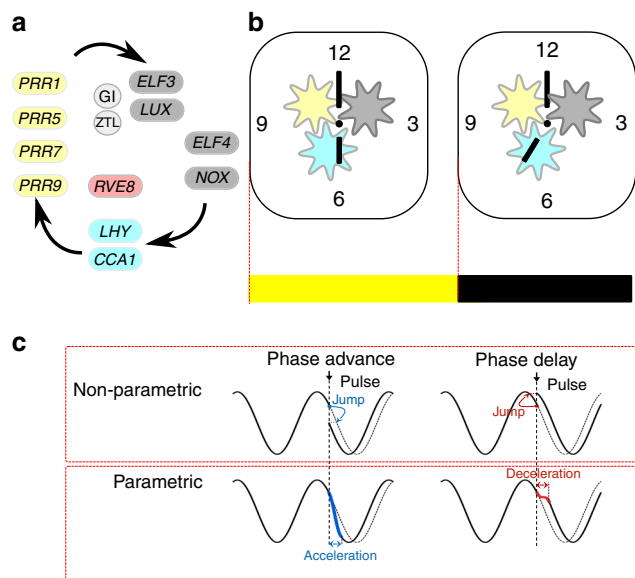 a
PRR1
PRR5
PRR7
PRR9
GI
ZTL
ELF3
LUX
ELF4
NOX
RVE8
LHY
CCA1
b
12
9
3
6
12
9
3
6
c
Phase advance
Phase delay
Non-parametric
Pulse
Jump
Pulse
Jump
Parametric
Acceleration
Deceleration